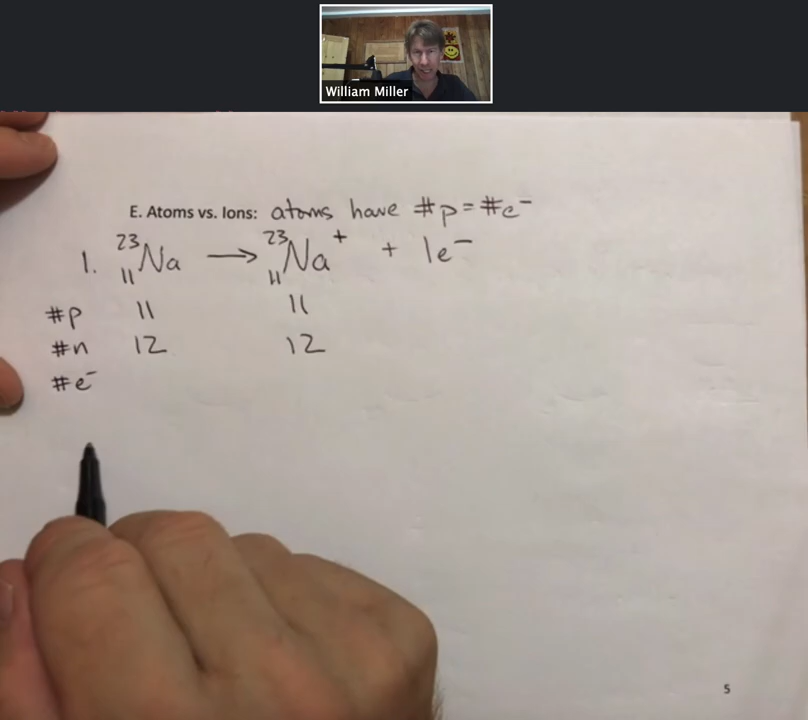 William Miller
E. Atoms vs. Ions: atoms have #p = #e⁻
1. ²³₁₁Na → ²³₁₁Na⁺ + 1e⁻
#p 11 11
#n 12 12
#e⁻
5